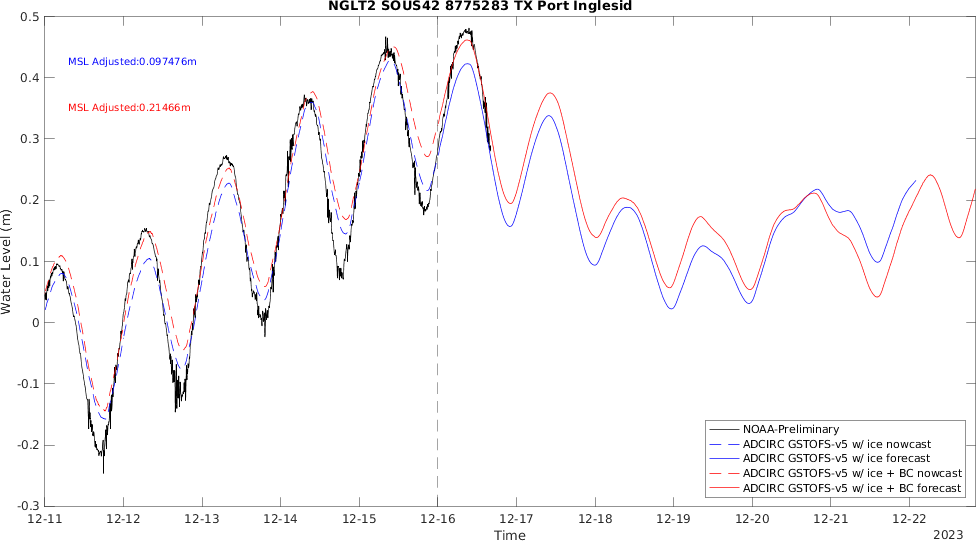 NGLT2 SOUS42 8775283 TX Port Inglesid
0.5
MSL Adjusted:0.097476m
0.4
MSL Adjusted:0.21466m
0.3
0.2
Water Level (m)
0.1
0
-0.1
-0.2
-0.3
NOAA-Preliminary
ADCIRC GSTOFS-v5 w/ ice nowcast
ADCIRC GSTOFS-v5 w/ ice forecast
ADCIRC GSTOFS-v5 w/ ice + BC nowcast
ADCIRC GSTOFS-v5 w/ ice + BC forecast
12-11 12-12 12-13 12-14 12-15 12-16 12-17 12-18 12-19 12-20 12-21 12-22
Time
2023